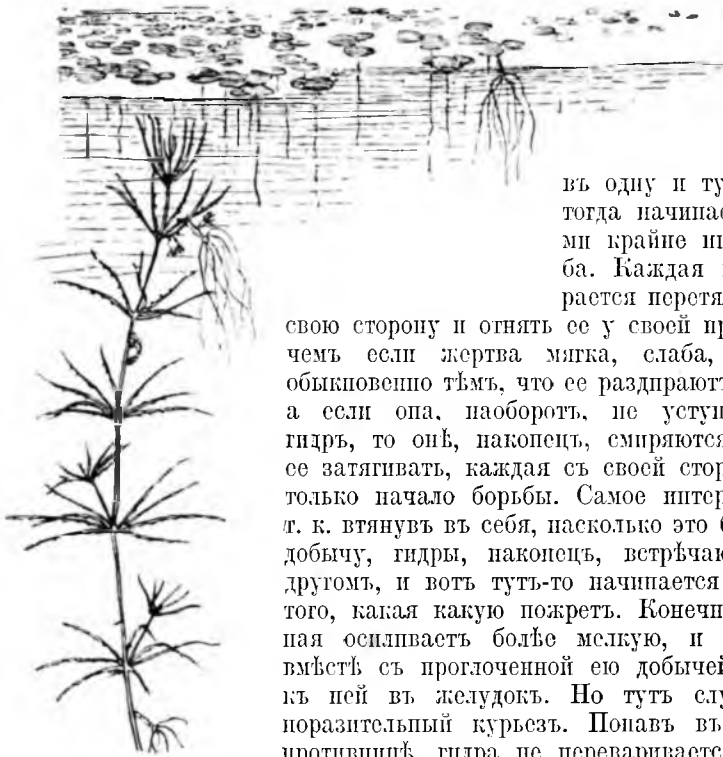 въ одну и ту
тогда начинае
ми крайне ин
ба. Каждая
рается перетя
свою сторону и отнять ее у своей пр
чемъ если жертва мягка, слаба,
обыкновенно тѣмъ, что ее раздираютъ
а если она, наоборотъ, не уступ
гидръ, то онѣ, наконецъ, смиряются
ее затягивать, каждая съ своей стор
только начало борьбы. Самое интер
т. к. втянувъ въ себя, насколько это
добычу, гидры, наконецъ, встрѣчаю
другомъ, и вотъ тутъ-то начинается
того, какая какую пожретъ. Конечн
ная осиливаетъ болѣе мелкую, и
вмѣстѣ съ проглоченной ею добычей
къ ней въ желудокъ. Но тутъ слу
поразительный курьезъ. Попавъ въ
противницѣ, гидра не перевариваетс